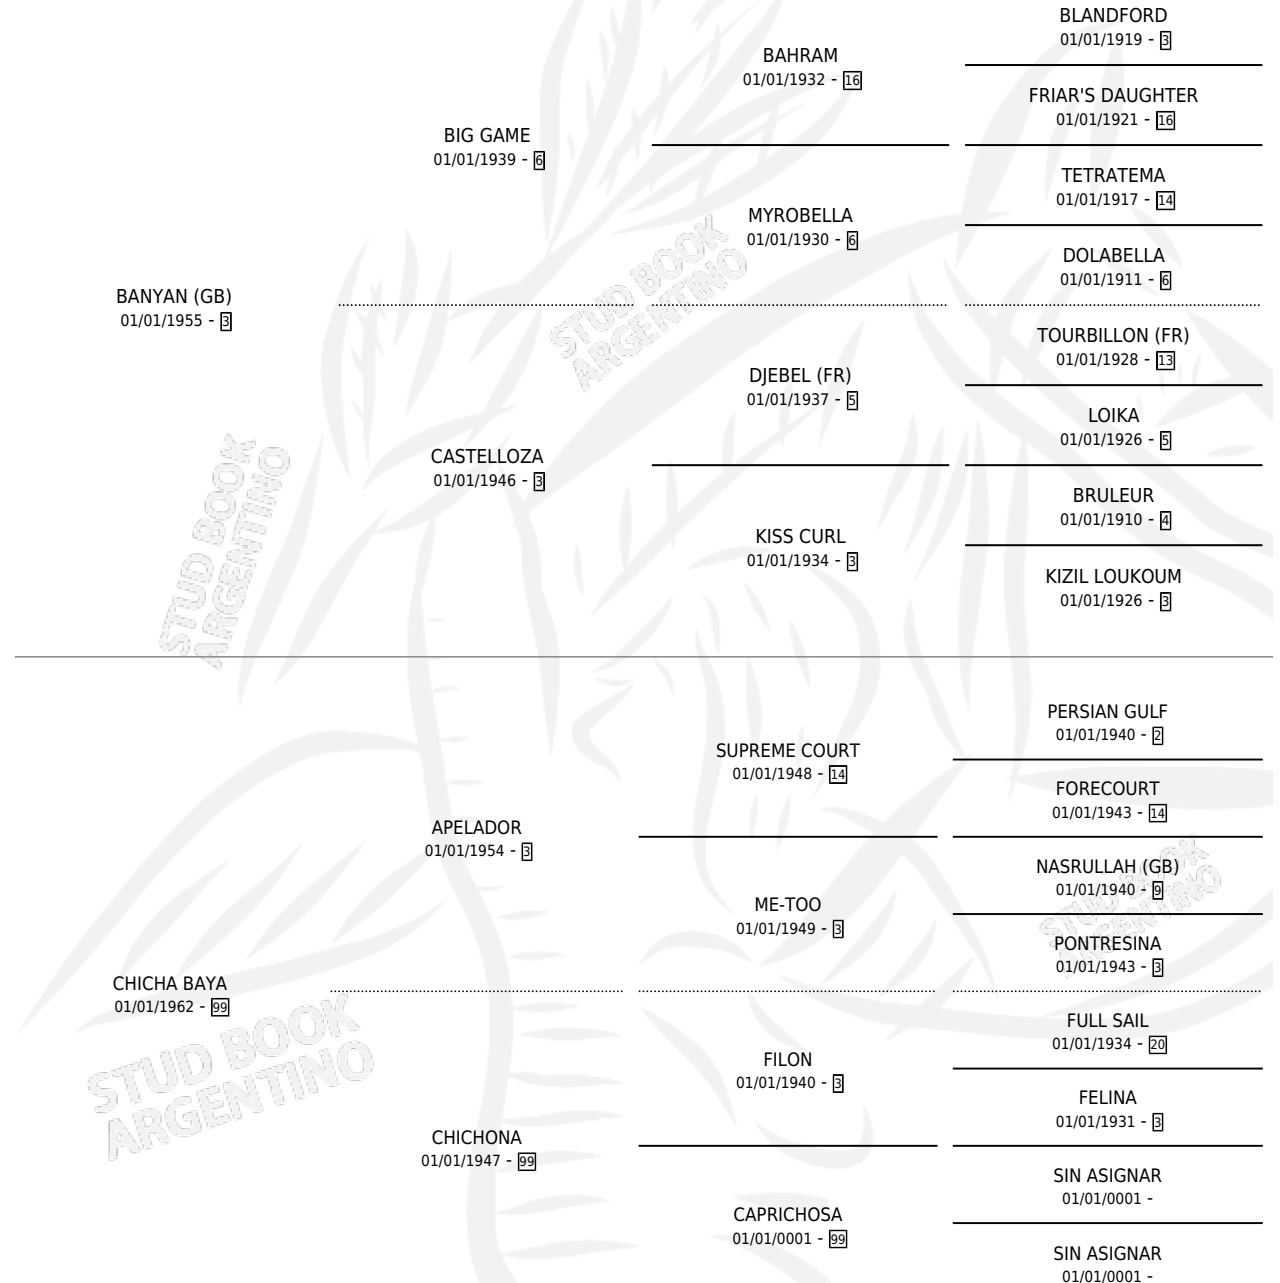 BLANDFORD
01/01/1919 - 3
BAHRAM
01/01/1932 - 16
FRIAR'S DAUGHTER
01/01/1921 - 16
BIG GAME
01/01/1939 - 6
TETRATEMA
01/01/1917 - 14
MYROBELLA
01/01/1930 - 6
DOLABELLA
01/01/1911 - 6
BANYAN (GB)
01/01/1955 - 3
TOURBILLON (FR)
01/01/1928 - 13
DJEBEL (FR)
01/01/1937 - 5
LOIKA
01/01/1926 - 5
CASTELLOZA
01/01/1946 - 3
BRULEUR
01/01/1910 - 4
KISS CURL
01/01/1934 - 3
KIZIL LOUKOUM
01/01/1926 - 3
PERSIAN GULF
01/01/1940 - 2
SUPREME COURT
01/01/1948 - 14
FORECOURT
01/01/1943 - 14
APELADOR
01/01/1954 - 3
NASRULLAH (GB)
01/01/1940 - 9
ME-TOO
01/01/1949 - 3
PONTRESINA
01/01/1943 - 3
CHICHA BAYA
01/01/1962 - 99
FULL SAIL
01/01/1934 - 20
FILON
01/01/1940 - 3
FELINA
01/01/1931 - 3
CHICHONA
01/01/1947 - 99
SIN ASIGNAR
01/01/0001 -
CAPRICHOSA
01/01/0001 - 99
SIN ASIGNAR
01/01/0001 -
STUD BOOK
ARGENTINO
STUD BOOK
ARGENTINO
STUD BOOK
ARGENTINO
STUD BOOK
ARGENTINO